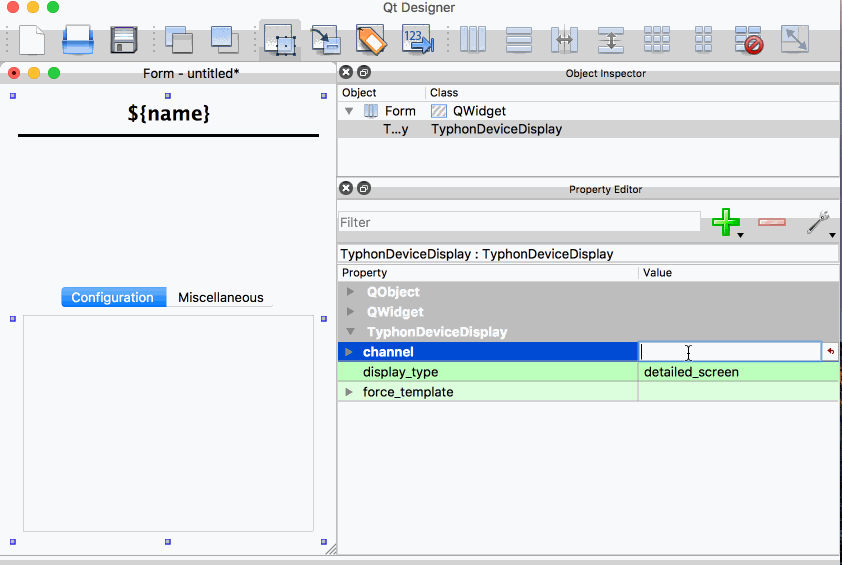 Qt Designer
123
Form - untitled*
${name}
Configuration Miscellaneous
Object Inspector
Object Class
Form QWidget
T...y TyphonDeviceDisplay
Property Editor
Filter
TyphonDeviceDisplay : TyphonDeviceDisplay
Property Value
QObject
QWidget
TyphonDeviceDisplay
channel
display_type detailed_screen
force_template